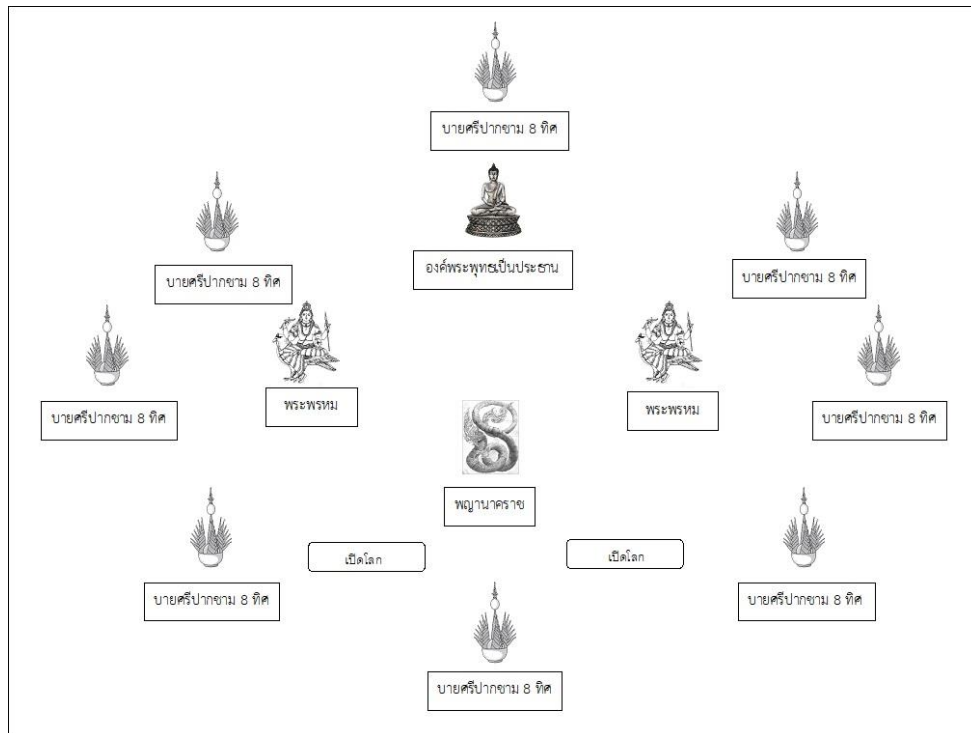 บายศรีปากชาม 8 ทิศ
องค์พระพุทธเป็นประธาน
บายศรีปากชาม 8 ทิศ
บายศรีปากชาม 8 ทิศ
พระพรหม
พระพรหม
บายศรีปากชาม 8 ทิศ
บายศรีปากชาม 8 ทิศ
พญานาคราช
เปิดโลก
เปิดโลก
บายศรีปากชาม 8 ทิศ
บายศรีปากชาม 8 ทิศ
บายศรีปากชาม 8 ทิศ